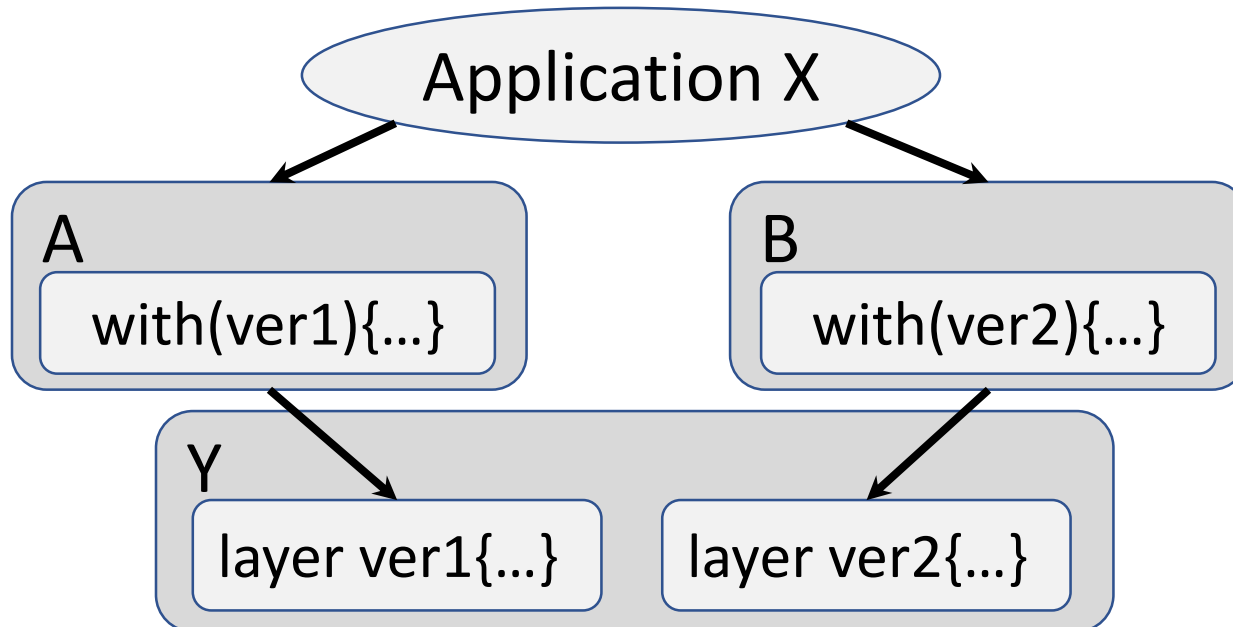 Application X
A
with(ver1){…}
B
with(ver2){…}
Y
layer ver1{…}
layer ver2{…}